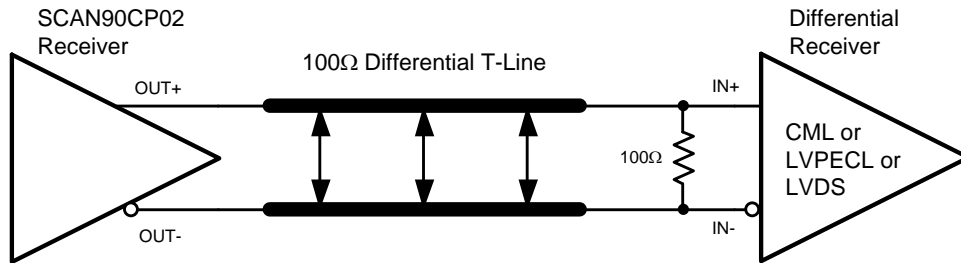 SCAN90CP02
Receiver
OUT+
OUT-
100Ω Differential T-Line
100Ω
IN+
IN-
Differential
Receiver
CML or
LVPECL or
LVDS